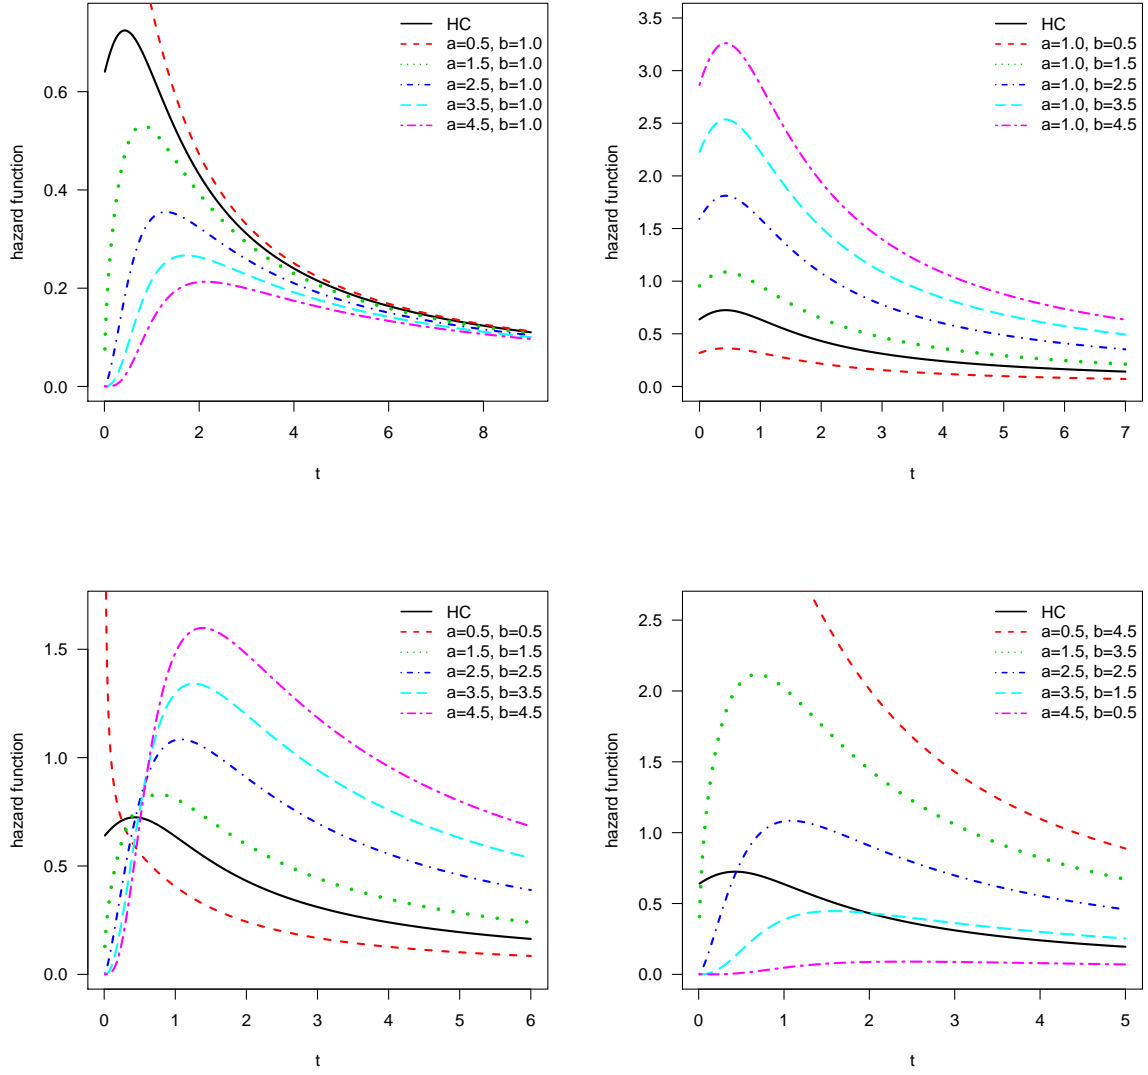 HC
a=0.5, b=1.0
a=1.5, b=1.0
a=2.5, b=1.0
a=3.5, b=1.0
a=4.5, b=1.0
hazard function
0.6
0.4
0.2
0.0
0 2 4 6 8
t
HC
a=1.0, b=0.5
a=1.0, b=1.5
a=1.0, b=2.5
a=1.0, b=3.5
a=1.0, b=4.5
hazard function
3.5
3.0
2.5
2.0
1.5
1.0
0.5
0.0
0 1 2 3 4 5 6 7
t
HC
a=0.5, b=0.5
a=1.5, b=1.5
a=2.5, b=2.5
a=3.5, b=3.5
a=4.5, b=4.5
hazard function
1.5
1.0
0.5
0.0
0 1 2 3 4 5 6
t
HC
a=0.5, b=4.5
a=1.5, b=3.5
a=2.5, b=2.5
a=3.5, b=1.5
a=4.5, b=0.5
hazard function
2.5
2.0
1.5
1.0
0.5
0.0
0 1 2 3 4 5
t